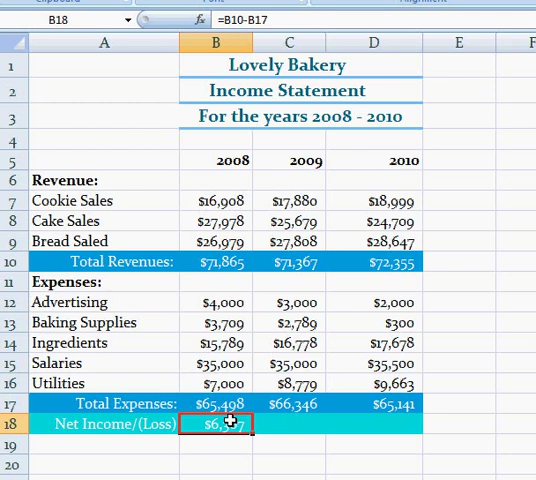 B18 fx =B10-B17
A B C D E F
1 Lovely Bakery
2 Income Statement
3 For the years 2008 - 2010
4
5 2008 2009 2010
6 Revenue:
7 Cookie Sales $16,908 $17,880 $18,999
8 Cake Sales $27,978 $25,679 $24,709
9 Bread Saled $26,979 $27,808 $28,647
10 Total Revenues: $71,865 $71,367 $72,355
11 Expenses:
12 Advertising $4,000 $3,000 $2,000
13 Baking Supplies $3,709 $2,789 $300
14 Ingredients $15,789 $16,778 $17,678
15 Salaries $35,000 $35,000 $35,500
16 Utilities $7,000 $8,779 $9,663
17 Total Expenses: $65,498 $66,346 $65,141
18 Net Income/(Loss)
19
20